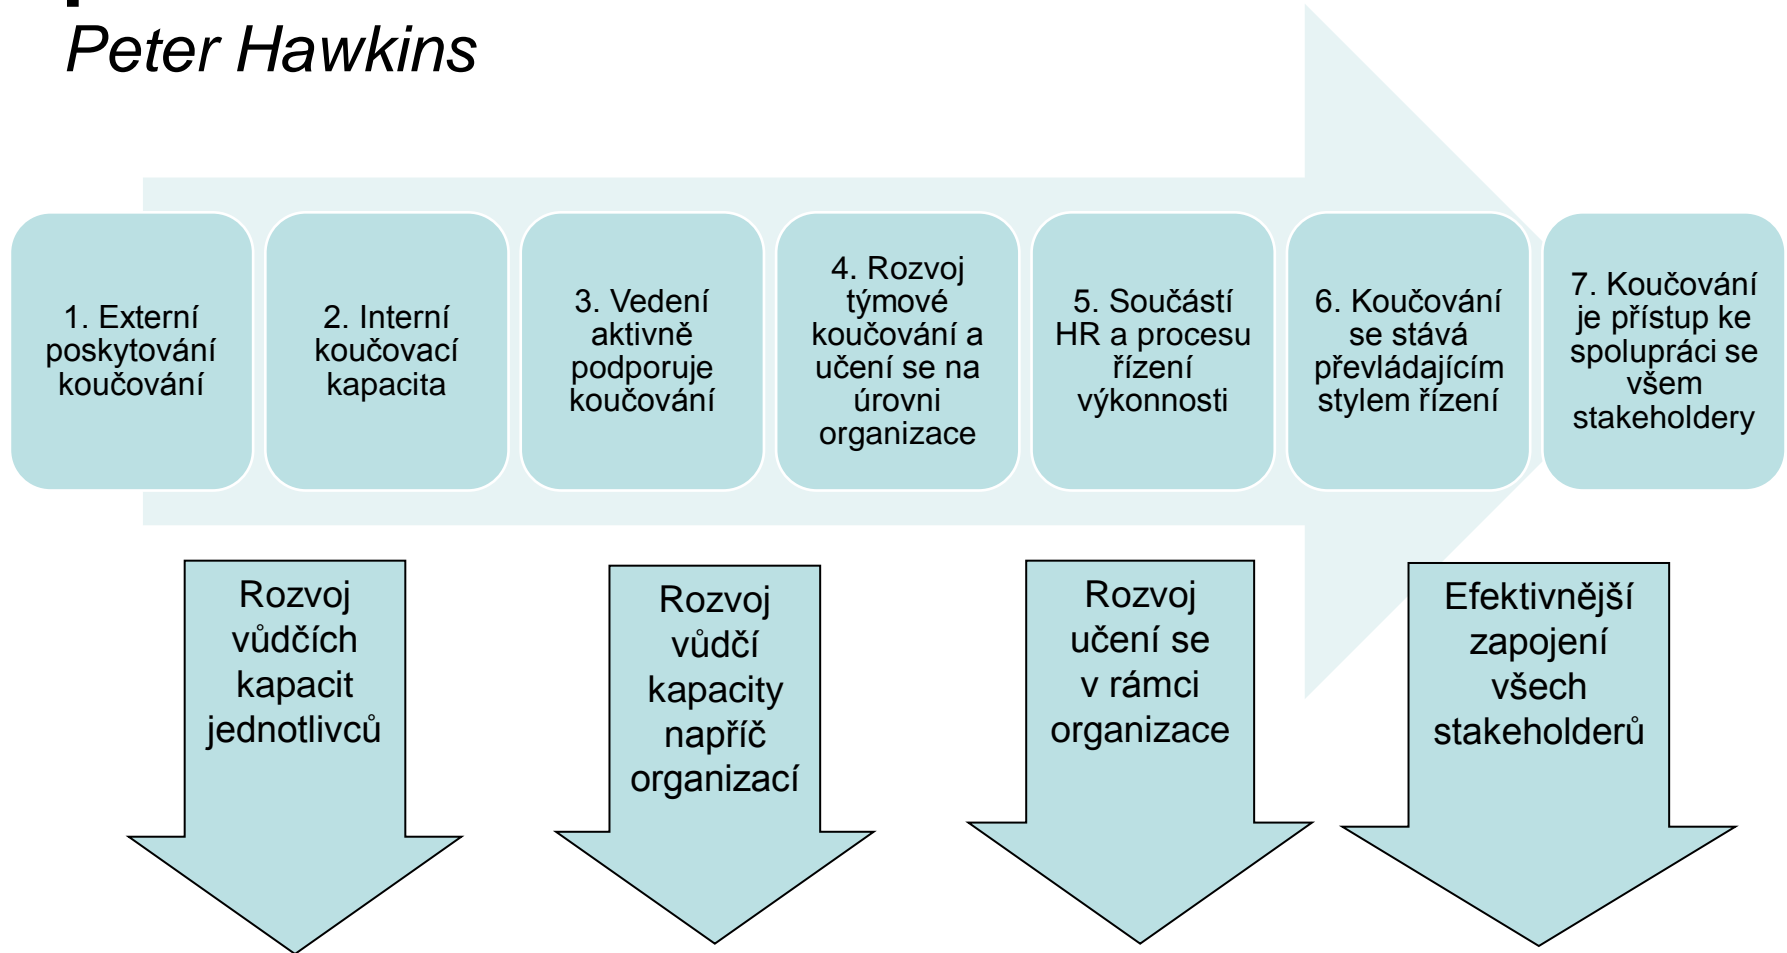 Peter Hawkins
1. Externí
poskytování
koučování
2. Interní
koučovací
kapacita
3. Vedení
aktivně
podporuje
koučování
4. Rozvoj
týmové
koučování a
učení se na
úrovni
organizace
5. Součástí
HR a procesu
řízení
výkonnosti
6. Koučování
se stává
převládajícím
stylem řízení
7. Koučování
je přístup ke
spolupráci se
všem
stakeholdery
Rozvoj
vůdčích
kapacit
jednotlivců
Rozvoj
vůdčí
kapacity
napříč
organizací
Rozvoj
učení se
v rámci
organizace
Efektivnější
zapojení
všech
stakeholderů